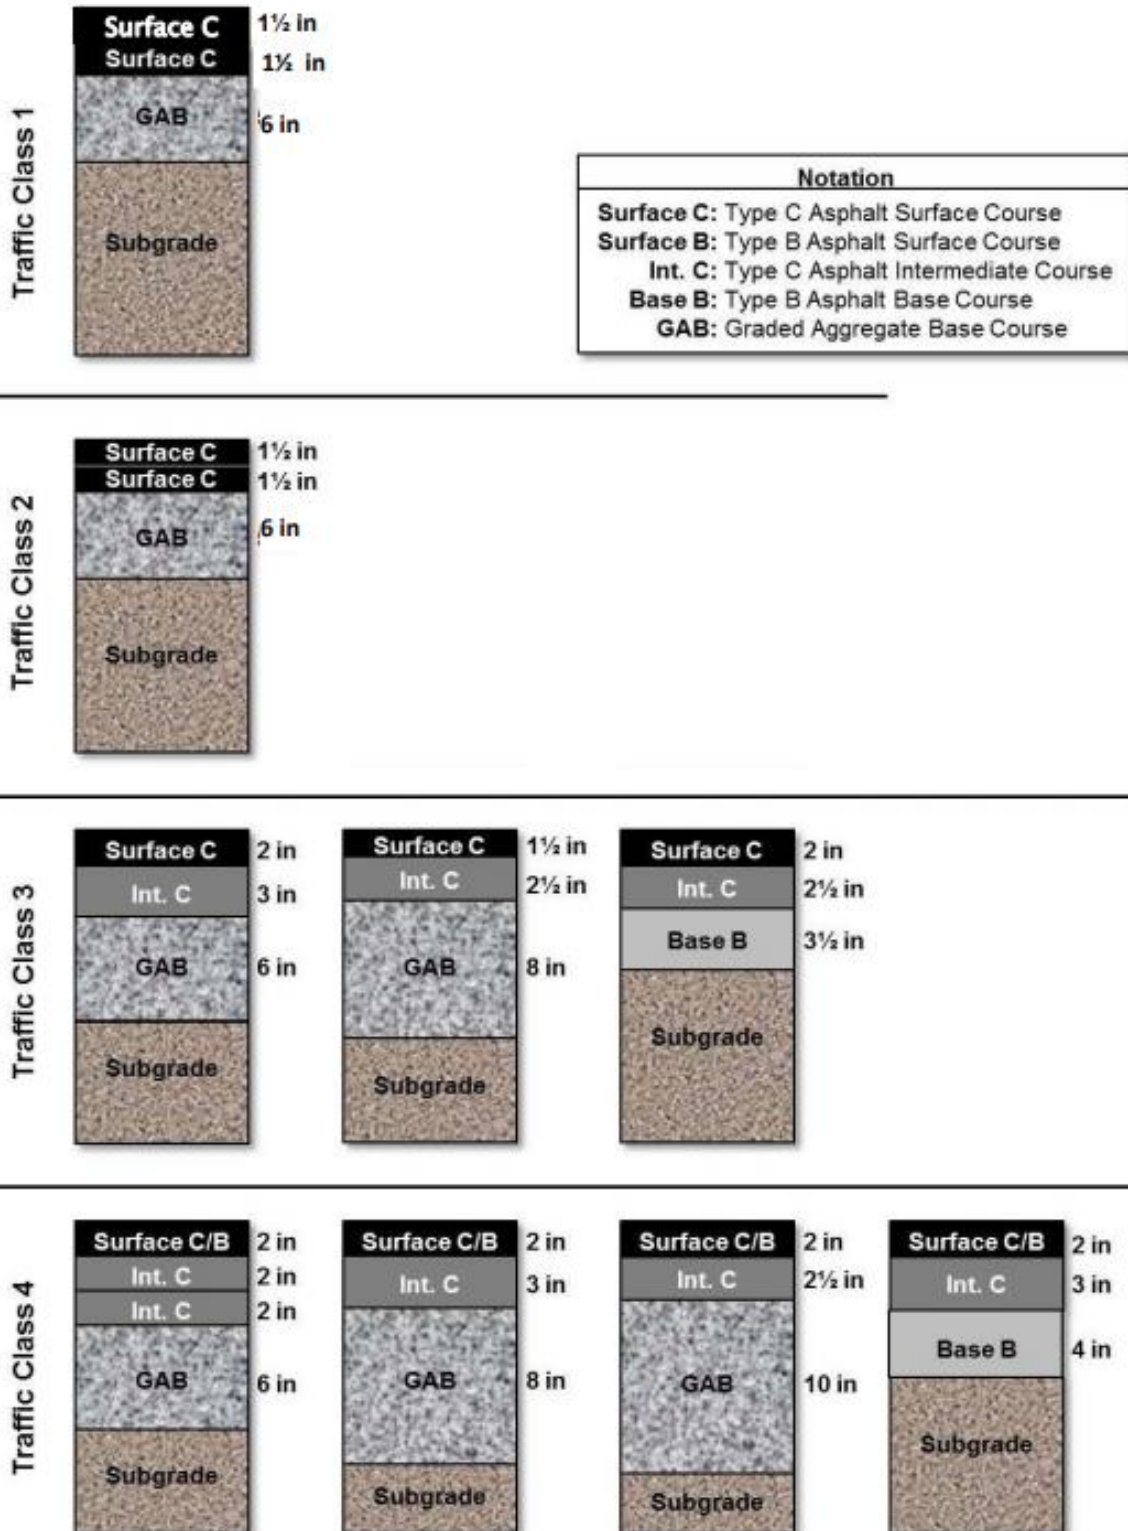 Traffic Class 1
Surface C 1½ in
Surface C 1½ in
GAB 6 in
Subgrade
Notation
Surface C: Type C Asphalt Surface Course
Surface B: Type B Asphalt Surface Course
Int. C: Type C Asphalt Intermediate Course
Base B: Type B Asphalt Base Course
GAB: Graded Aggregate Base Course
Traffic Class 2
Surface C 1½ in
Surface C 1½ in
GAB 6 in
Subgrade
Traffic Class 3
Surface C 2 in
Int. C 3 in
GAB 6 in
Subgrade
Surface C 1½ in
Int. C 2½ in
GAB 8 in
Subgrade
Surface C 2 in
Int. C 2½ in
Base B 3½ in
Subgrade
Traffic Class 4
Surface C/B 2 in
Int. C 2 in
Int. C 2 in
GAB 6 in
Subgrade
Surface C/B 2 in
Int. C 3 in
GAB 8 in
Subgrade
Surface C/B 2 in
Int. C 2½ in
GAB 10 in
Subgrade
Surface C/B 2 in
Int. C 3 in
Base B 4 in
Subgrade